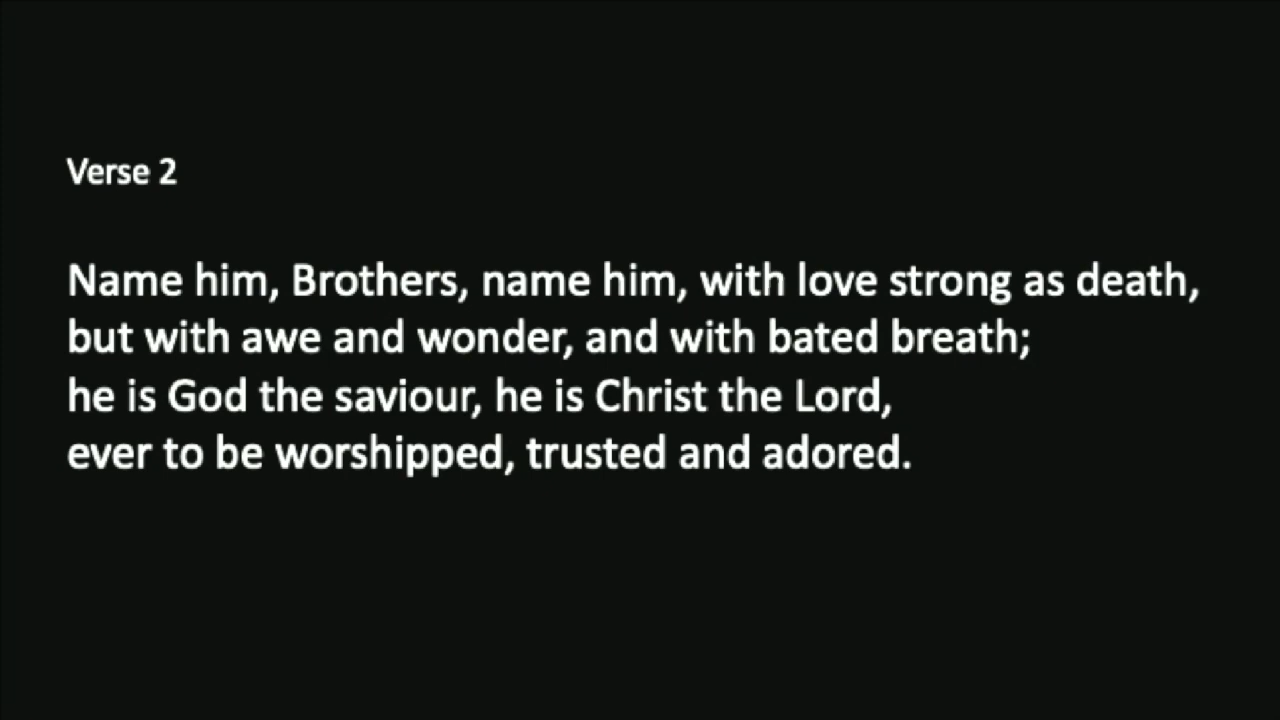 Verse 2
Name him, Brothers, name him, with love strong as death,
but with awe and wonder, and with bated breath;
he is God the saviour, he is Christ the Lord,
ever to be worshipped, trusted and adored.